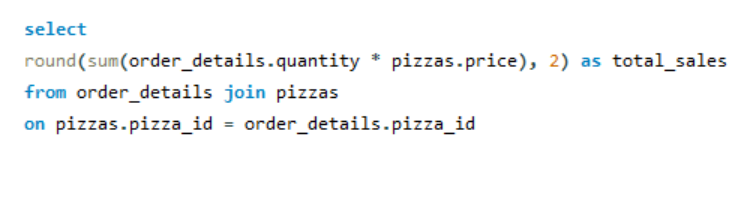 select
round(sum(order_details.quantity * pizzas.price), 2) as total_sales
from order_details join pizzas
on pizzas.pizza_id = order_details.pizza_id